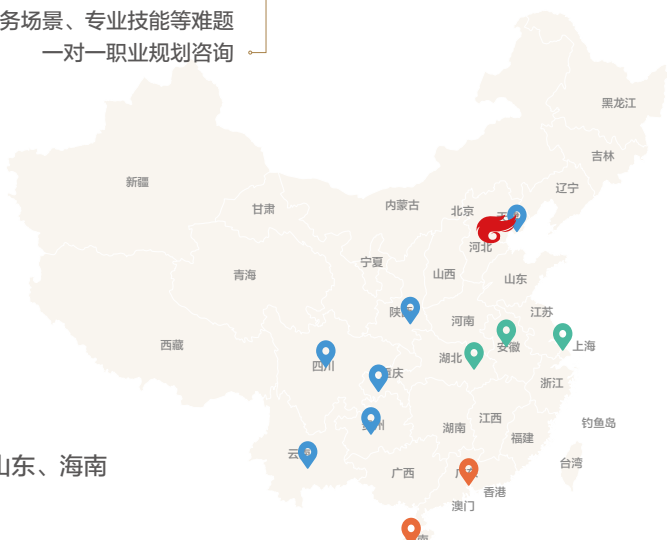 务场景、专业技能等难题
一对一职业规划咨询
黑龙江
吉林
辽宁
新疆
甘肃
内蒙古
北京
河北
宁夏
青海
山西
山东
陕
河南
江苏
西藏
四川
重庆
湖北
安徽
上海
浙江
州
湖南
江西
福建
钓鱼岛
云
广西
广
台湾
香港
澳门
山东、海南
南